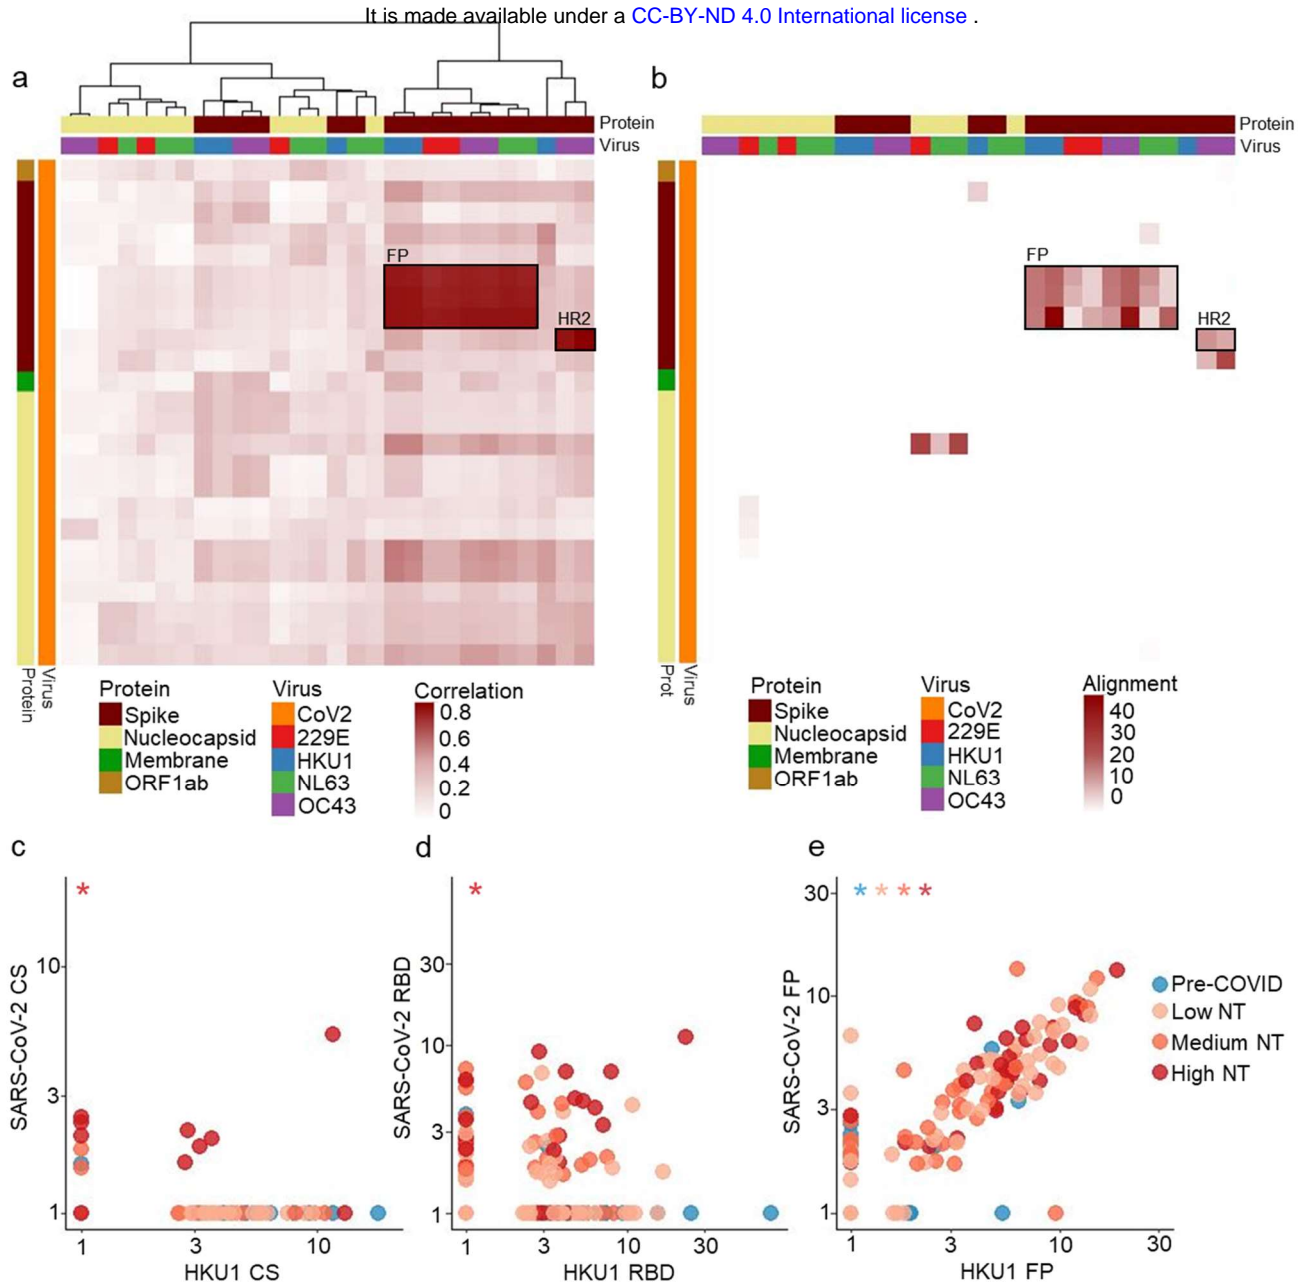 It is made available under a CC-BY-ND 4.0 International license .
a
b
Protein
Virus
Protein
Virus
FP
HR2
FP
HR2
Protein
Virus
Prot
Virus
Protein
Spike
Nucleocapsid
Membrane
ORF1ab
Virus
CoV2
229E
HKU1
NL63
OC43
Correlation
0.8
0.6
0.4
0.2
0
Protein
Spike
Nucleocapsid
Membrane
ORF1ab
Virus
CoV2
229E
HKU1
NL63
OC43
Alignment
40
30
20
10
0
c
*
SARS-CoV-2 CS
10
3
1
1 3 10
HKU1 CS
d
*
SARS-CoV-2 RBD
30
10
3
1
1 3 10 30
HKU1 RBD
e
* * * *
SARS-CoV-2 FP
30
10
3
1
1 3 10 30
HKU1 FP
Pre-COVID
Low NT
Medium NT
High NT